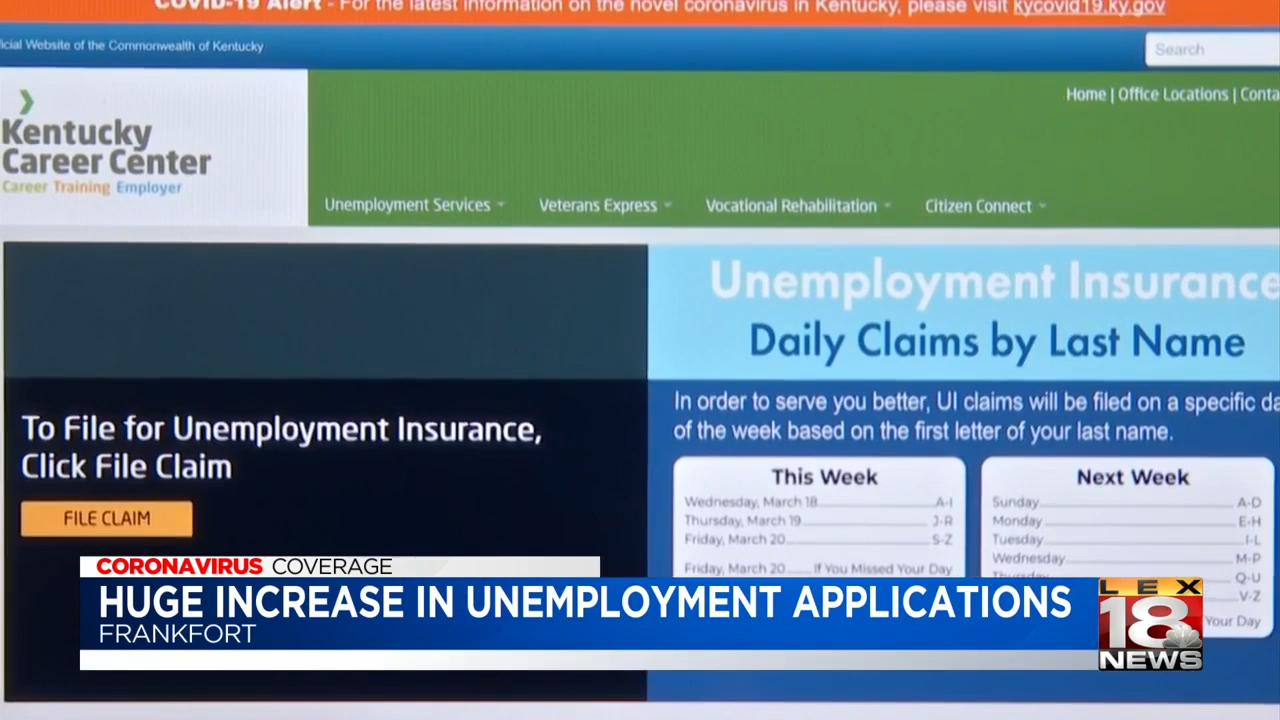 COVID-19 Alert - For the latest information on the novel coronavirus in Kentucky, please visit kycovid19.ky.gov
Website of the Commonwealth of Kentucky
Search
Home | Office Locations |
Kentucky
Career Center
Career Training Employer
Unemployment Services
Veterans Express
Vocational Rehabilitation
Citizen Connect
Unemployment Insurance
Daily Claims by Last Name
To File for Unemployment Insurance,
Click File Claim
FILE CLAIM
In order to serve you better, UI claims will be filed on a specific
of the week based on the first letter of your last name.
This Week
Wednesday, March 18 A-I
Thursday, March 19 J-R
Friday, March 20 S-Z
Friday, March 20 If You Missed Your Day
Next Week
Sunday A-D
Monday E-H
Tuesday I-L
Wednesday M-P
Thursday Q-U
V-Z
Your Day
CORONAVIRUS COVERAGE
HUGE INCREASE IN UNEMPLOYMENT APPLICATIONS
FRANKFORT
LEX
18
NEWS